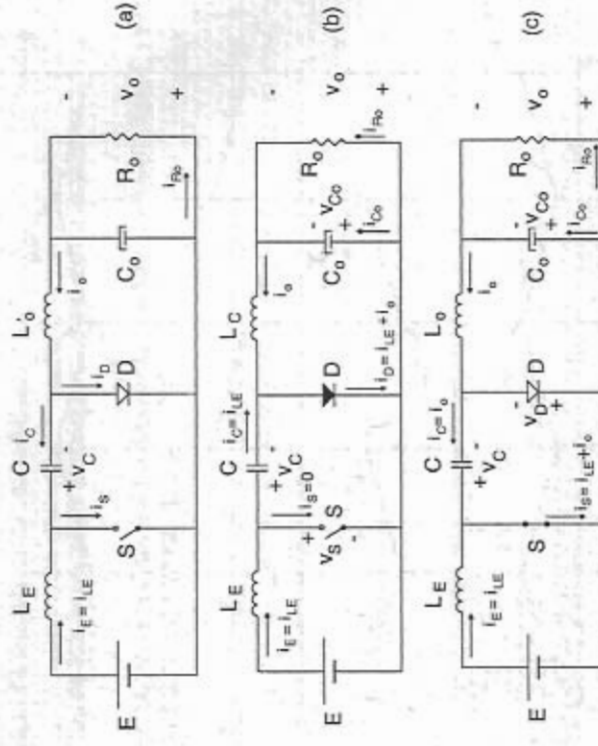 L_E
C
L_o'
i_E = i_LE
i_S
+ v_C -
i_C
i_D
i_o
E
S
D
C_o
R_o
i_Ro
-
v_o
+
(a)
L_E
C
i_C = i_LE
L_C
i_E = i_LE
i_S = 0
+ v_C -
i_o
E
+
v_S
-
S
D
i_D = i_LE + i_o
C_o
-
v_Co
+
i_Co
R_o
i_Ro
-
v_o
+
(b)
L_E
C
i_C = i_o
L_o
i_E = i_LE
+ v_C -
i_o
E
S
i_S = i_LE + i_o
v_D
-
+
D
C_o
-
v_Co
+
i_Co
R_o
i_Ro
-
v_o
+
(c)